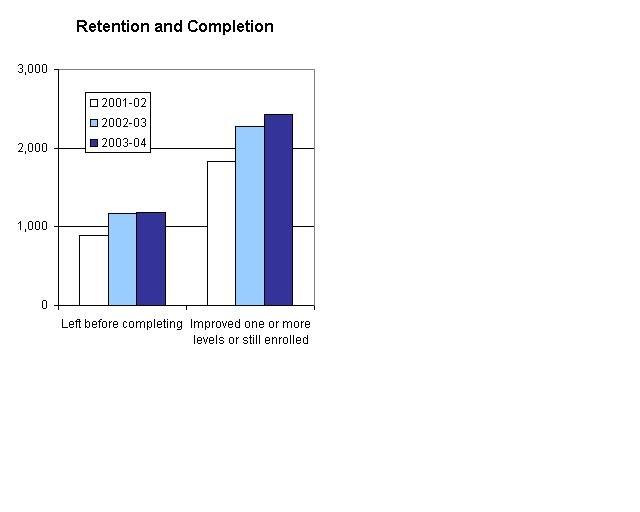 Retention and Completion
3,000
2001-02
2002-03
2,000
2003-04
1,000
0
Left before completing
Improved one or more
levels or still enrolled